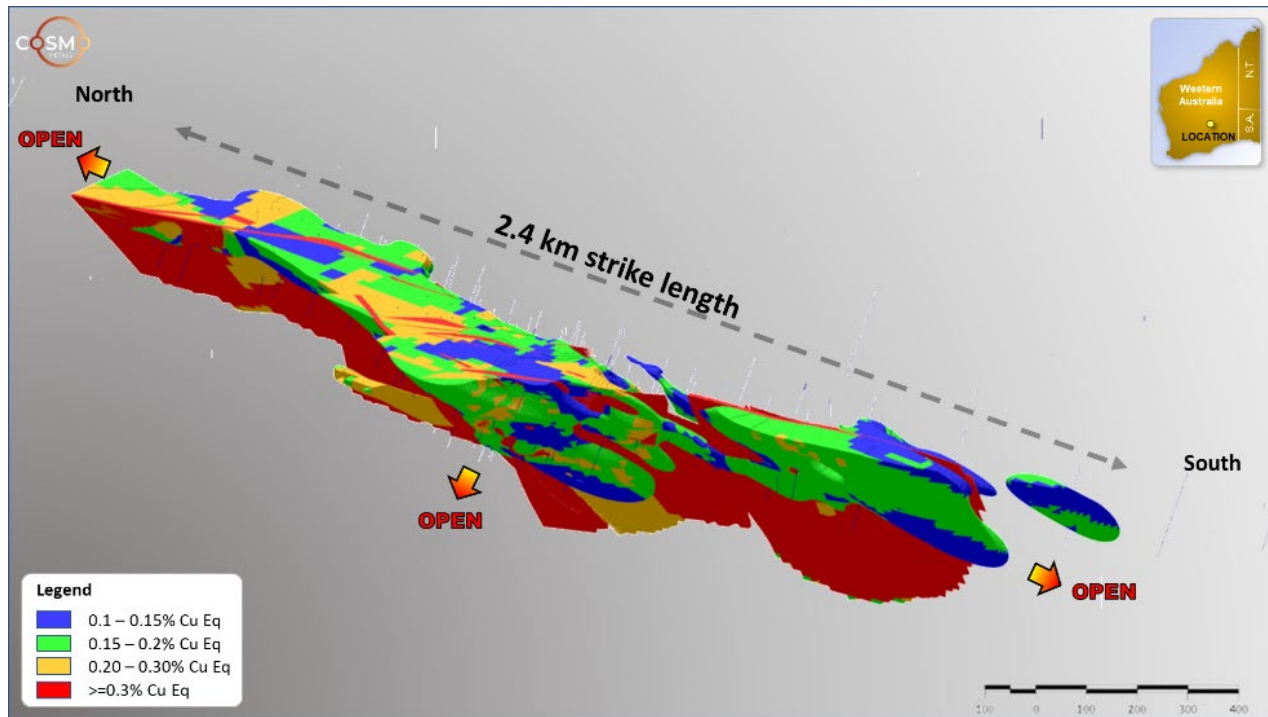 COSMO
METALS
North
OPEN
2.4 km strike length
South
OPEN
OPEN
N.T
Western
Australia
S.A.
LOCATION
Legend
0.1 – 0.15% Cu Eq
0.15 – 0.2% Cu Eq
0.20 – 0.30% Cu Eq
>=0.3% Cu Eq
100 0 100 200 300 400